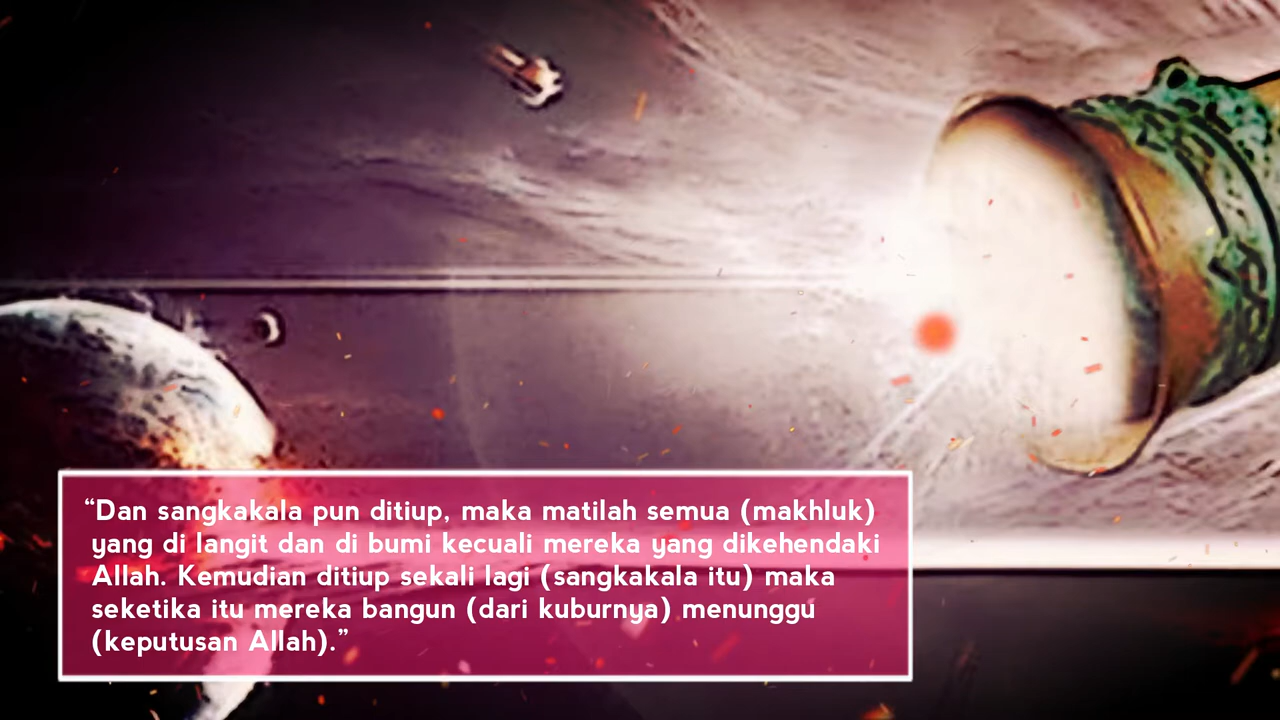 “Dan sangkakala pun ditiup, maka matilah semua (makhluk)
yang di langit dan di bumi kecuali mereka yang dikehendaki
Allah. Kemudian ditiup sekali lagi (sangkakala itu) maka
seketika itu mereka bangun (dari kuburnya) menunggu
(keputusan Allah).”